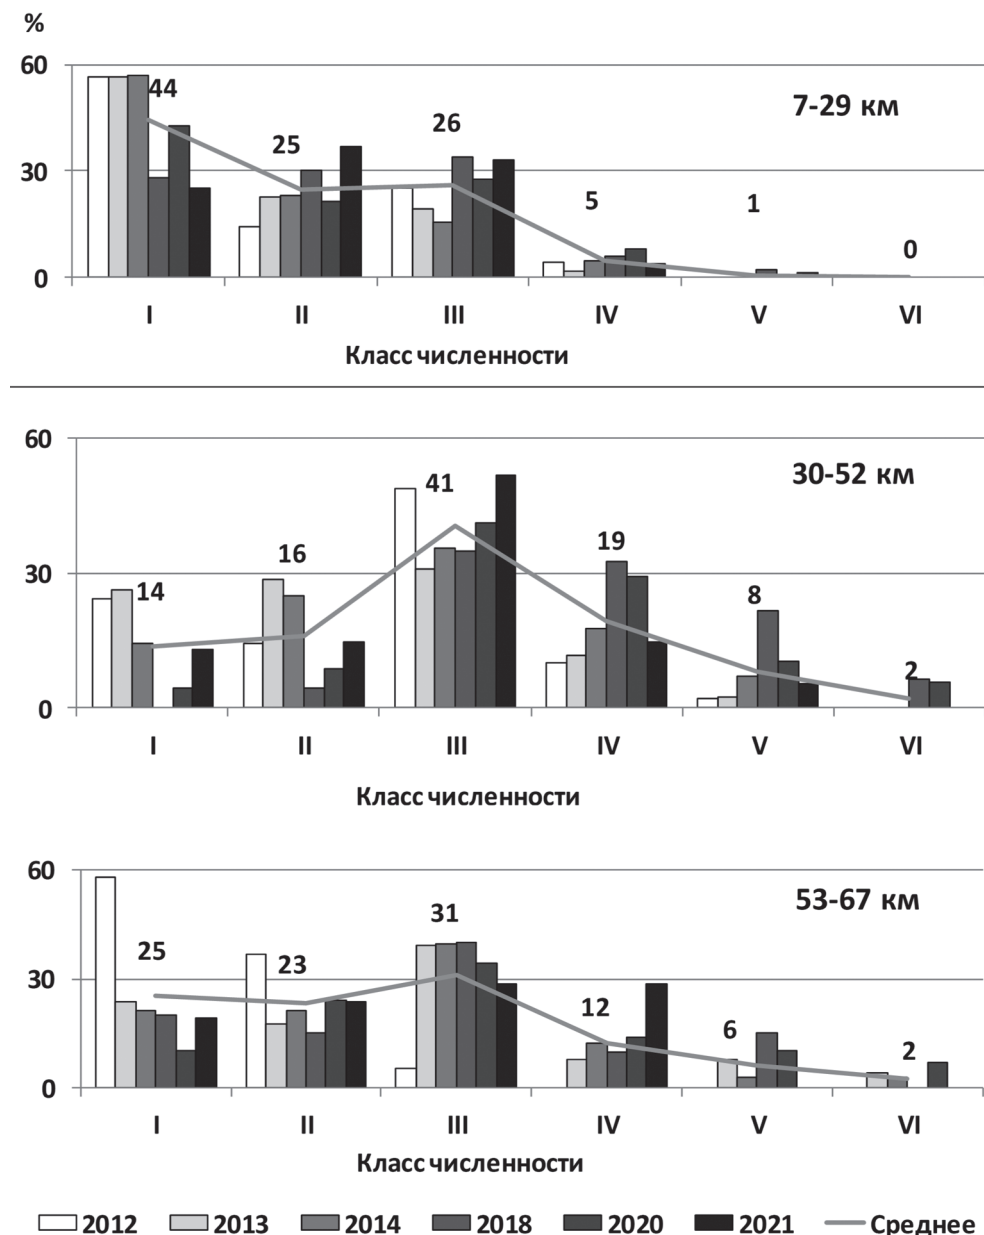 %
60
44
7-29 км
26
25
30
5
1
0
0
I II III IV V VI
Класс численности
60
30-52 км
41
19
16
14
30
8
2
0
I II III IV V VI
Класс численности
60
53-67 км
31
25
23
30
12
6
2
0
I II III IV V VI
Класс численности
2012 2013 2014 2018 2020 2021 Среднее